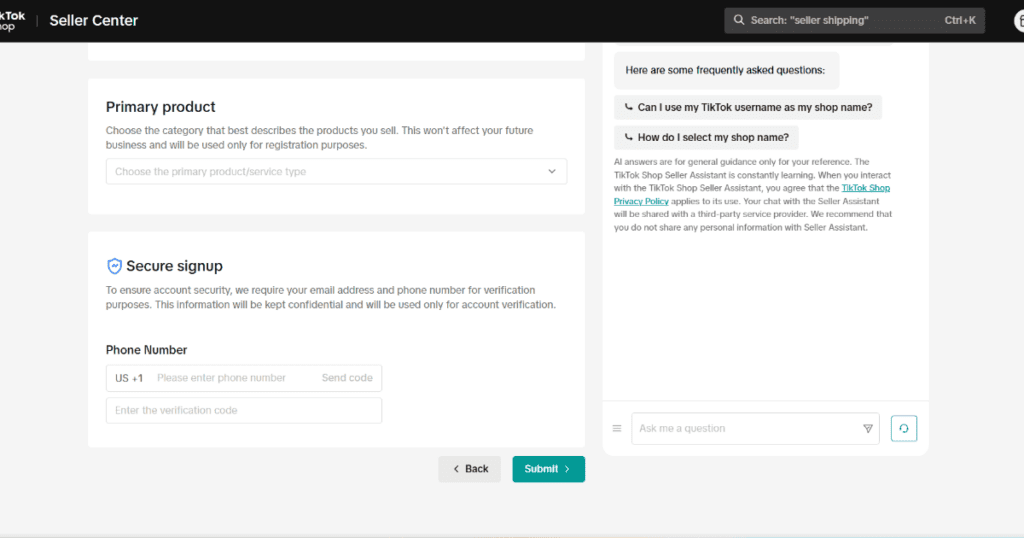 kTok
hop
Seller Center
Search: "seller shipping"
Ctrl+K
Primary product
Choose the category that best describes the products you sell. This won't affect your future
business and will be used only for registration purposes.
Choose the primary product/service type
Secure signup
To ensure account security, we require your email address and phone number for verification
purposes. This information will be kept confidential and will be used only for account verification.
Phone Number
US +1
Please enter phone number
Send code
Enter the verification code
Back
Submit
Here are some frequently asked questions:
Can I use my TikTok username as my shop name?
How do I select my shop name?
AI answers are for general guidance only for your reference. The
TikTok Shop Seller Assistant is constantly learning. When you interact
with the TikTok Shop Seller Assistant, you agree that the TikTok Shop
Privacy Policy applies to its use. Your chat with the Seller Assistant
will be shared with a third-party service provider. We recommend that
you do not share any personal information with Seller Assistant.
Ask me a question